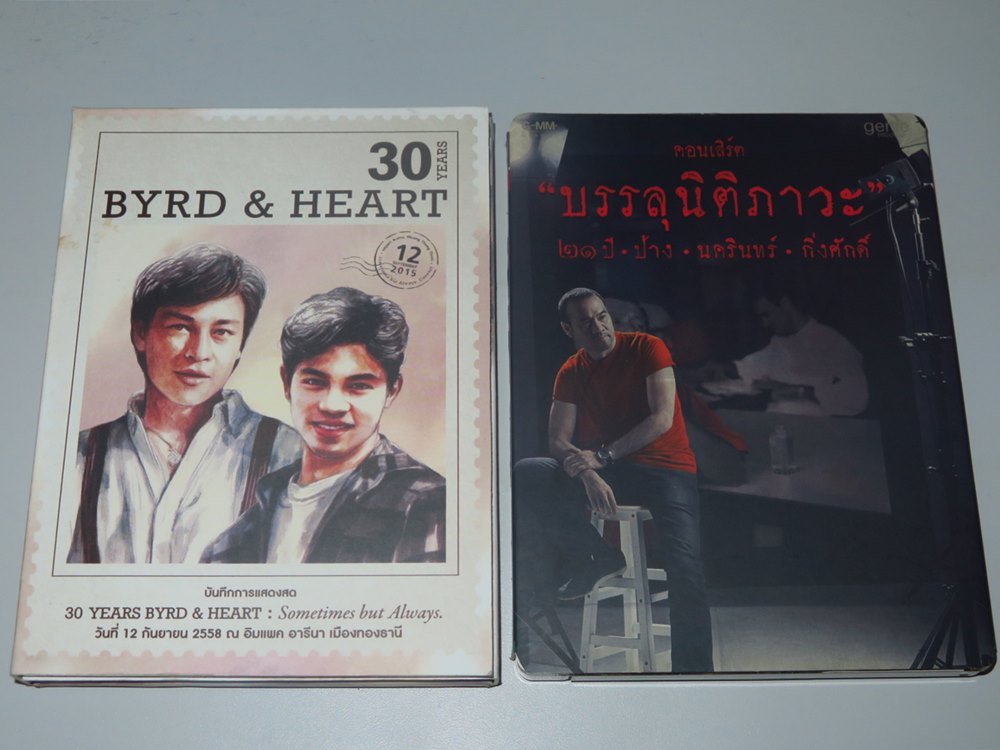 30
YEARS
BYRD & HEART
12
SEPTEMBER
2015
บันทึกการแสดงสด
30 YEARS BYRD & HEART : Sometimes but Always.
วันที่ 12 กันยายน 2558 ณ อิมแพค อารีนา เมืองทองธานี
genie
คอนเสิร์ต
“บรรลุนิติภาวะ”
๒๑ ปี • ป้าง • นครินทร์ • กิ่งศักดิ์